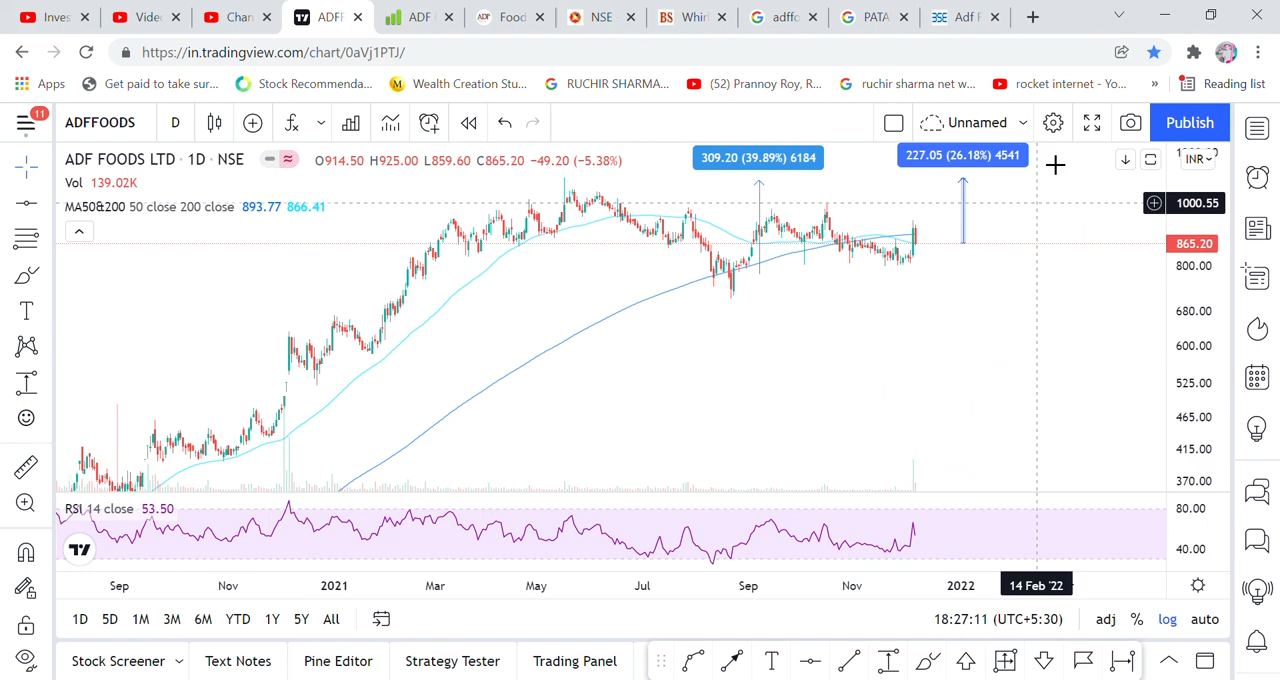 Inves
Vide
Char
ADFF
ADF
Food
NSE
Whirl
adffo
PATA
Adf F
https://in.tradingview.com/chart/0aVj1PTJ/
Apps
Get paid to take sur...
Stock Recommenda...
Wealth Creation Stu...
RUCHIR SHARMA...
(52) Prannoy Roy, R...
ruchir sharma net w...
rocket internet - Yo...
»
Reading list
11
ADFFOODS
D
Unnamed
Publish
ADF FOODS LTD · 1D · NSE
O914.50 H925.00 L859.60 C865.20 -49.20 (-5.38%)
309.20 (39.89%) 6184
227.05 (26.18%) 4541
INR
Vol 139.02K
MA50&200 50 close 200 close 893.77 866.41
1000.55
865.20
800.00
680.00
600.00
525.00
465.00
415.00
370.00
RSI 14 close 53.50
80.00
40.00
Sep
Nov
2021
Mar
May
Jul
Sep
Nov
2022
14 Feb '22
1D 5D 1M 3M 6M YTD 1Y 5Y All
18:27:11 (UTC+5:30)
adj % log auto
Stock Screener
Text Notes
Pine Editor
Strategy Tester
Trading Panel